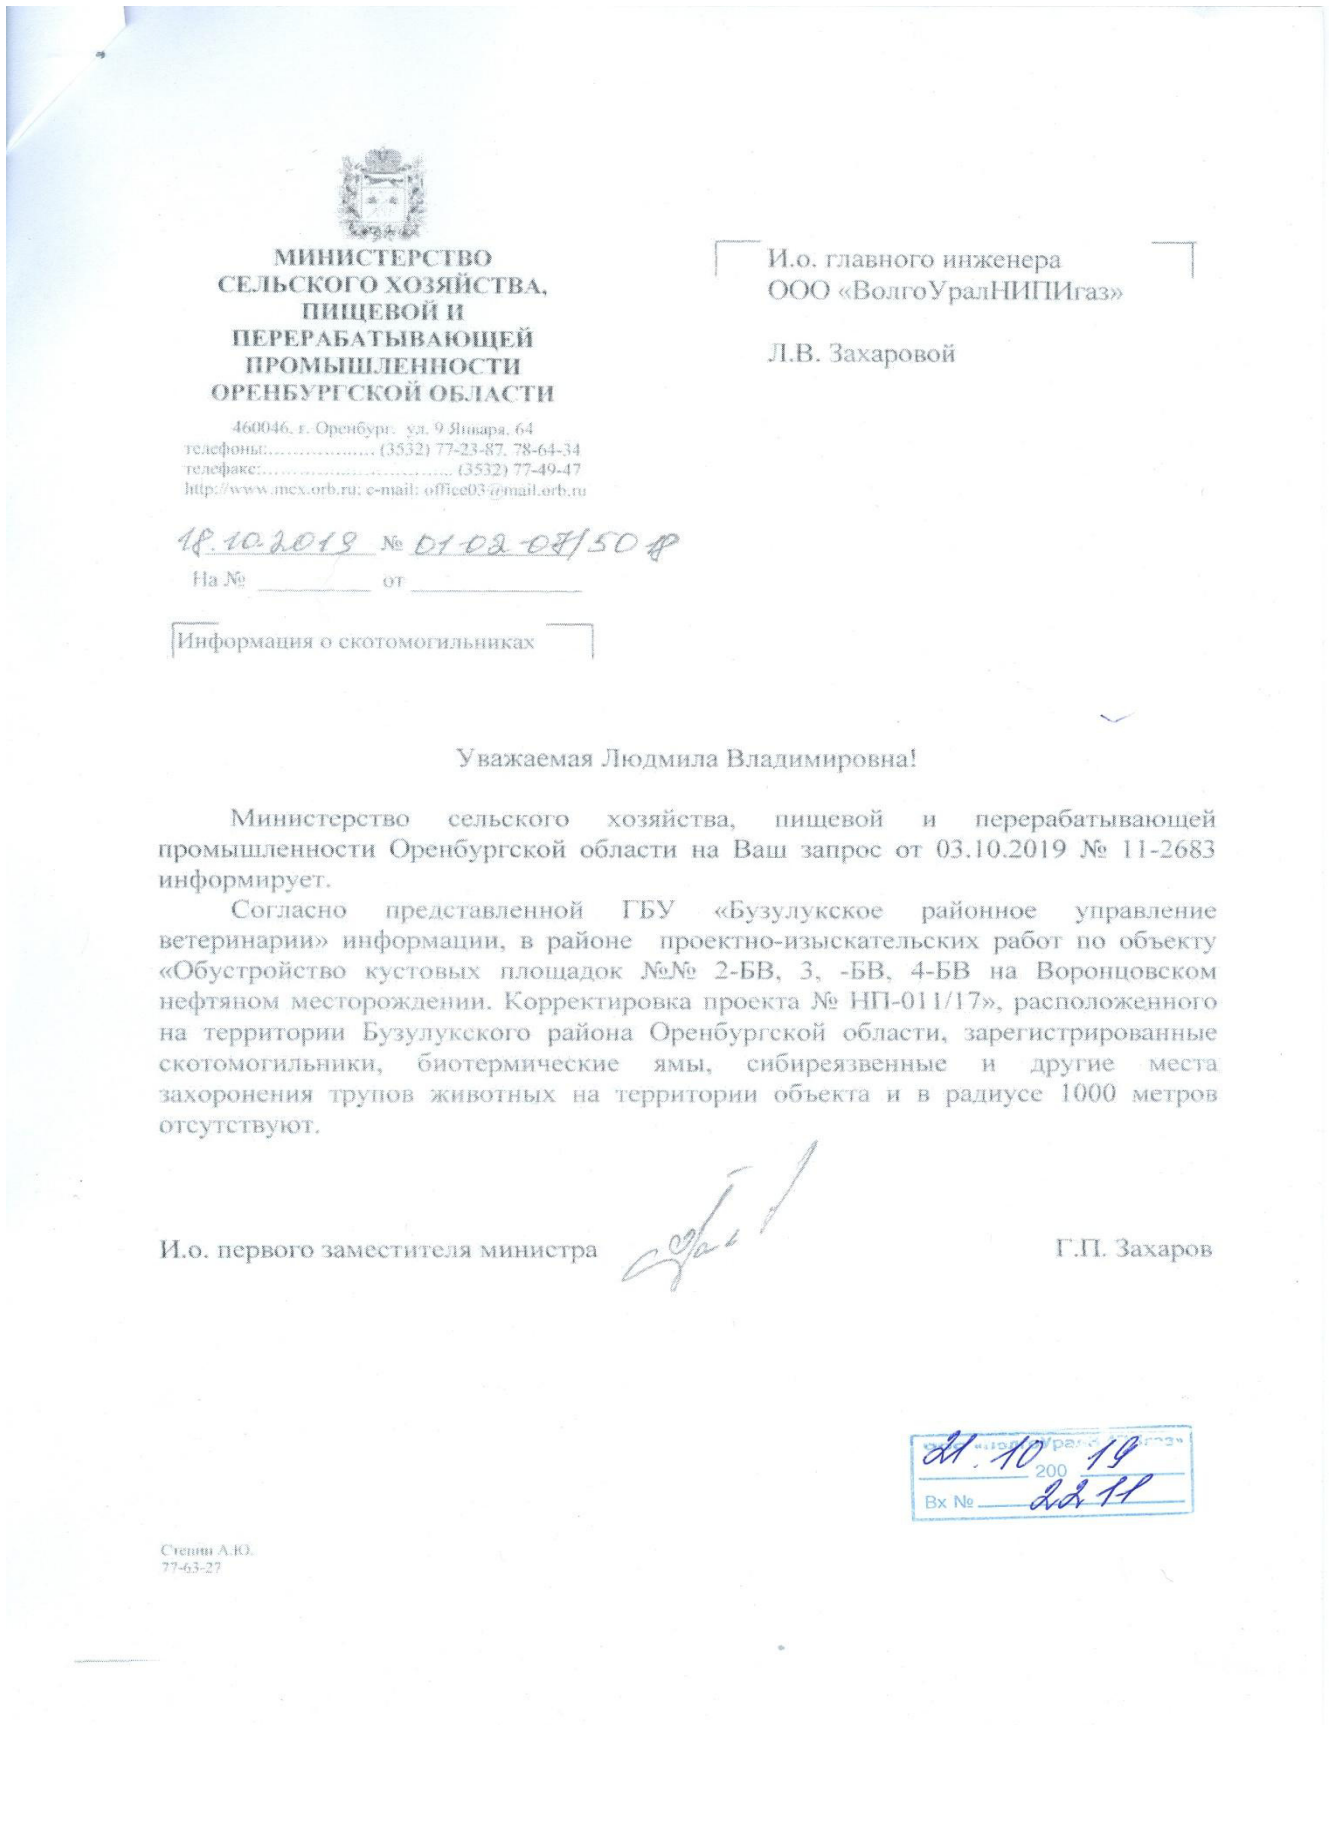 МИНИСТЕРСТВО
СЕЛЬСКОГО ХОЗЯЙСТВА,
ПИЩЕВОЙ И
ПЕРЕРАБАТЫВАЮЩЕЙ
ПРОМЫШЛЕННОСТИ
ОРЕНБУРГСКОЙ ОБЛАСТИ
460046, г. Оренбург, ул. 9 Января, 64
телефоны:................... (3532) 77-23-87, 78-64-34
телефакс:.................................. (3532) 77-49-47
http://www.mcx.orb.ru; e-mail: office03@mail.orb.ru
18.10.2019 № 01-02-07/501
На № __________ от _______________
Информация о скотомогильниках
И.о. главного инженера
ООО «ВолгоУралНИПИгаз»
Л.В. Захаровой
Уважаемая Людмила Владимировна!
Министерство сельского хозяйства, пищевой и перерабатывающей
промышленности Оренбургской области на Ваш запрос от 03.10.2019 № 11-2683
информирует.
Согласно представленной ГБУ «Бузулукское районное управление
ветеринарии» информации, в районе проектно-изыскательских работ по объекту
«Обустройство кустовых площадок №№ 2-БВ, 3, -БВ, 4-БВ на Воронцовском
нефтяном месторождении. Корректировка проекта № НП-011/17», расположенного
на территории Бузулукского района Оренбургской области, зарегистрированные
скотомогильники, биотермические ямы, сибиреязвенные и другие места
захоронения трупов животных на территории объекта и в радиусе 1000 метров
отсутствуют.
И.о. первого заместителя министра Г.П. Захаров
ООО «ВолгоУралНИПИгаз»
21.10 200 19
Вх № 2211
Степин А.Ю.
77-63-27